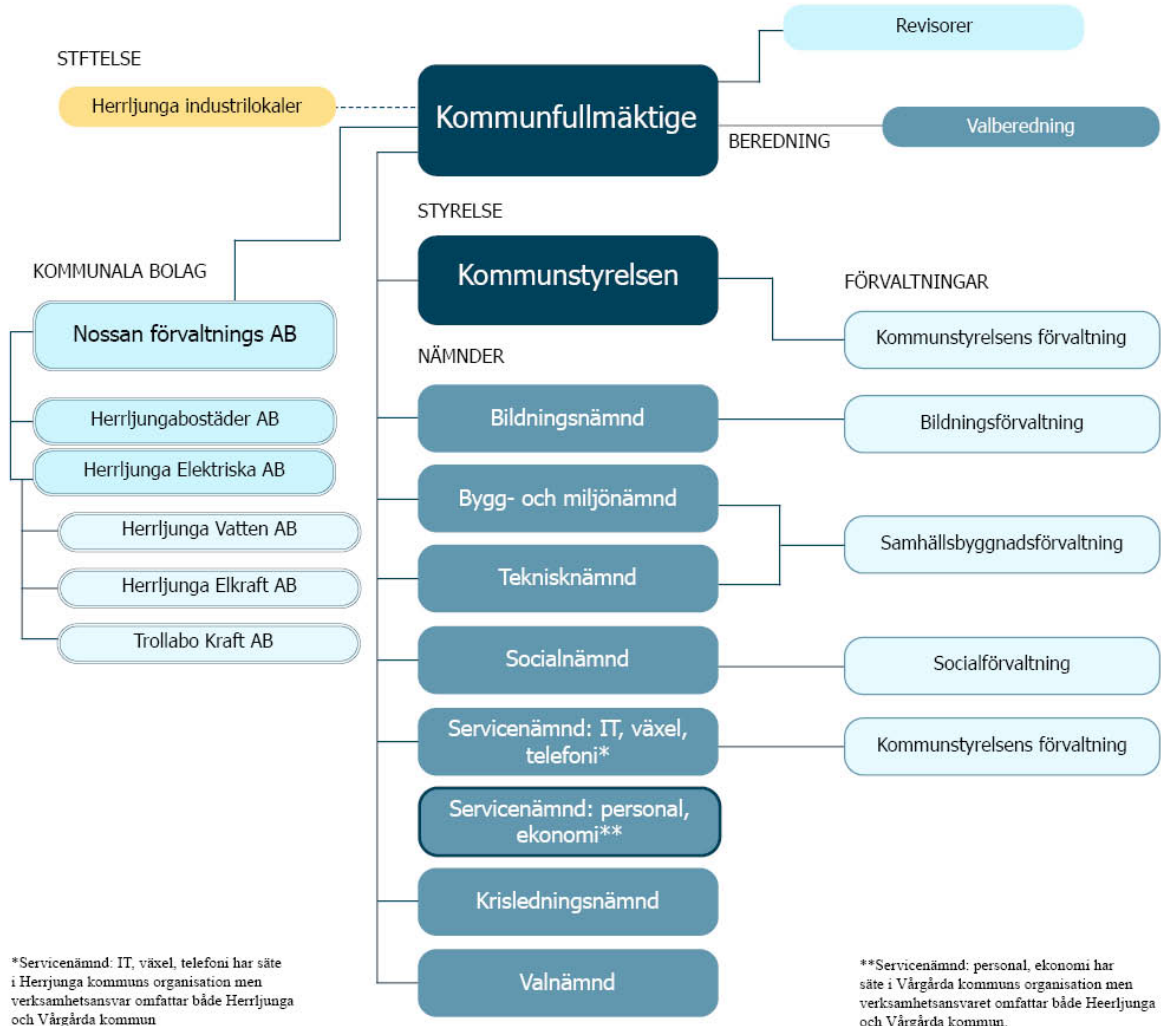 Revisorer
STFTELSE
Herrljunga industrilokaler
Kommunfullmäktige
BEREDNING
Valberedning
STYRELSE
Kommunstyrelsen
KOMMUNALA BOLAG
Nossan förvaltnings AB
Herrljungabostäder AB
Herrljunga Elektriska AB
Herrljunga Vatten AB
Herrljunga Elkraft AB
Trollabo Kraft AB
NÄMNDER
Bildningsnämnd
Bygg- och miljönämnd
Teknisknämnd
Socialnämnd
Servicenämnd: IT, växel,
telefoni*
Servicenämnd: personal,
ekonomi**
Krisledningsnämnd
Valnämnd
FÖRVALTNINGAR
Kommunstyrelsens förvaltning
Bildningsförvaltning
Samhällsbyggnadsförvaltning
Socialförvaltning
Kommunstyrelsens förvaltning
*Servicenämnd: IT, växel, telefoni har säte
i Herrjunga kommuns organisation men
verksamhetsansvar omfattar både Herrljunga
och Vårgårda kommun
**Servicenämnd: personal, ekonomi har
säte i Vårgårda kommuns organisation men
verksamhetsansvaret omfattar både Heerljunga
och Vårgårda kommun.